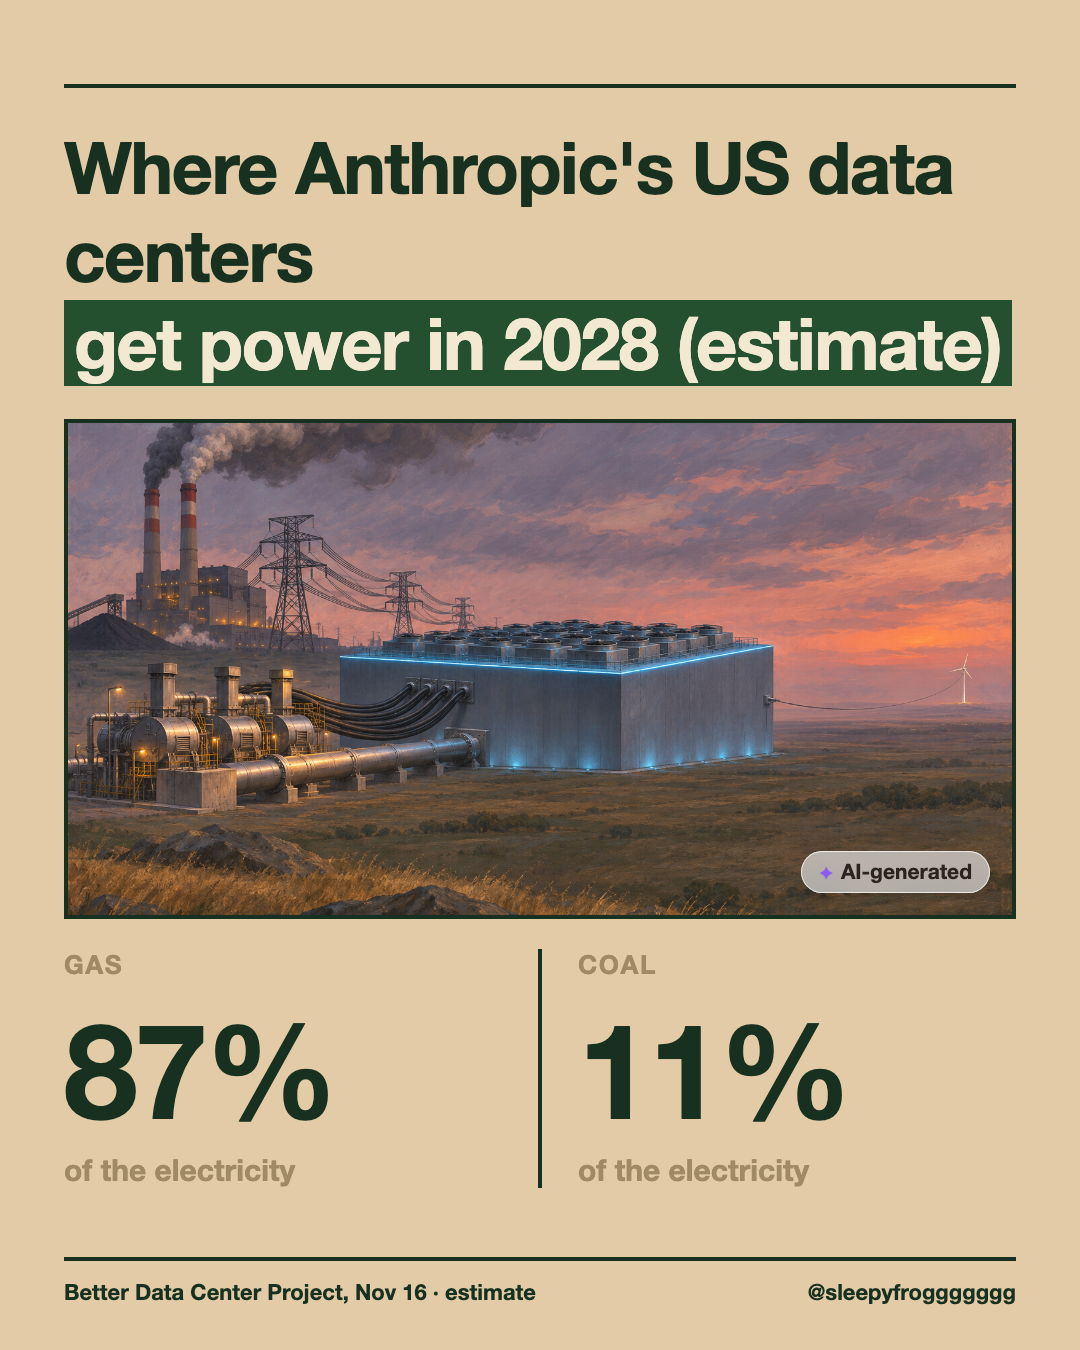 Where Anthropic's US data
centers
get power in 2028 (estimate)
AI-generated
GAS
87%
of the electricity
COAL
11%
of the electricity
Better Data Center Project, Nov 16 · estimate
@sleepyfroggggggg